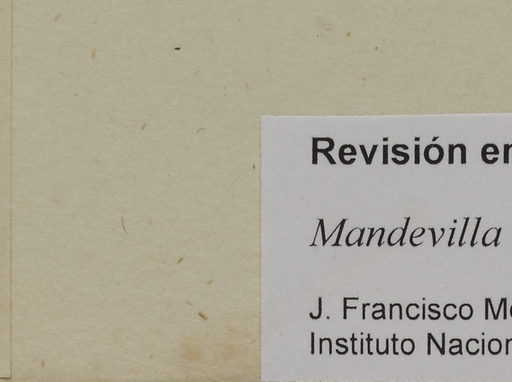 Revisión en
Mandevilla
J. Francisco Mo
Instituto Nacion